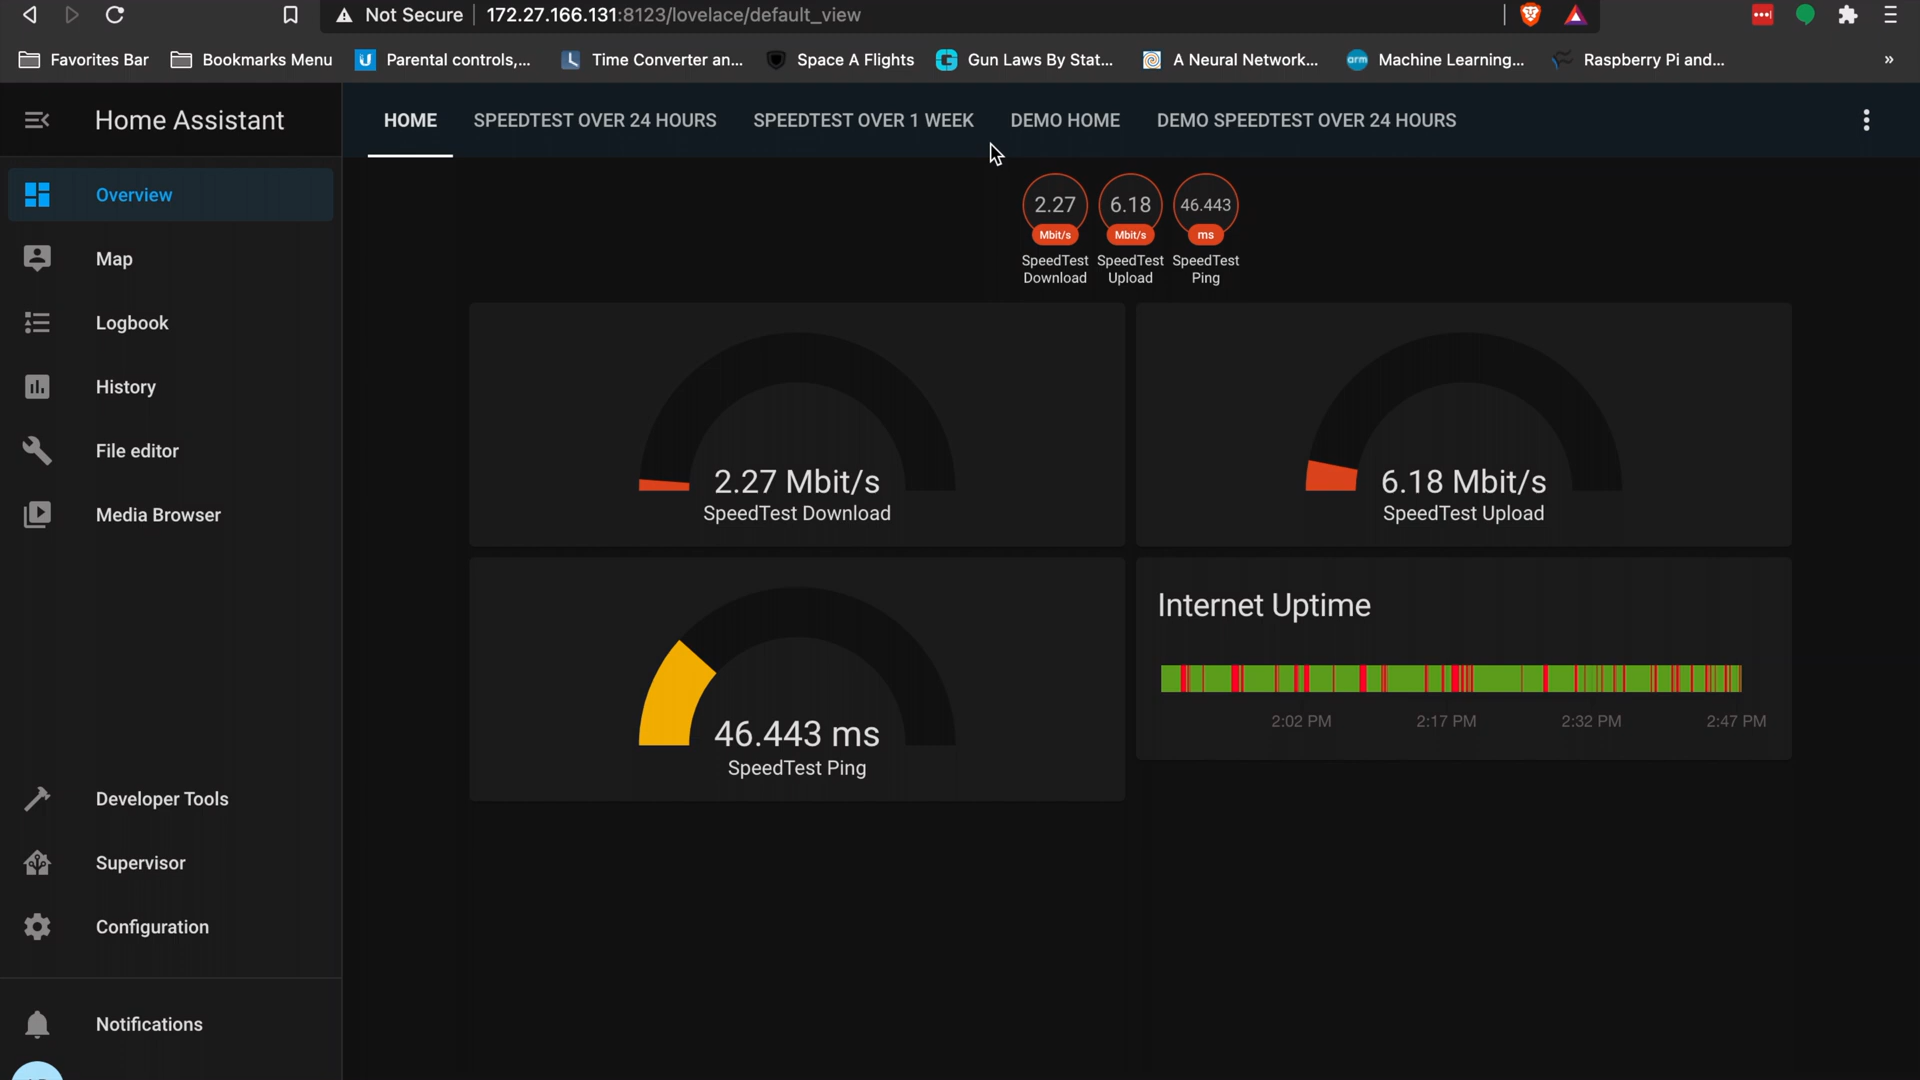 Not Secure
172.27.166.131:8123/lovelace/default_view
Favorites Bar
Bookmarks Menu
Parental controls,...
Time Converter an...
Space A Flights
Gun Laws By Stat...
A Neural Network...
arm
Machine Learning...
Raspberry Pi and...
»
Home Assistant
HOME
SPEEDTEST OVER 24 HOURS
SPEEDTEST OVER 1 WEEK
DEMO HOME
DEMO SPEEDTEST OVER 24 HOURS
Overview
Map
Logbook
History
File editor
Media Browser
Developer Tools
Supervisor
Configuration
Notifications
2.27
Mbit/s
SpeedTest
Download
6.18
Mbit/s
SpeedTest
Upload
46.443
ms
SpeedTest
Ping
2.27 Mbit/s
SpeedTest Download
6.18 Mbit/s
SpeedTest Upload
46.443 ms
SpeedTest Ping
Internet Uptime
2:02 PM
2:17 PM
2:32 PM
2:47 PM